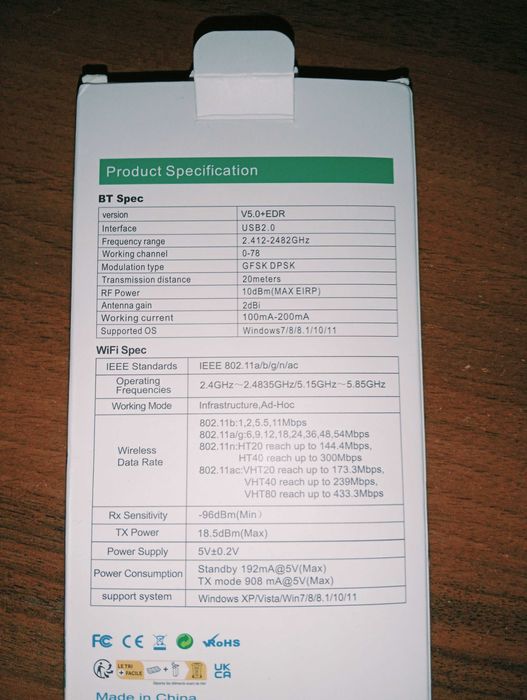 Product Specification
BT Spec
version V5.0+EDR
Interface USB2.0
Frequency range 2.412-2482GHz
Working channel 0-78
Modulation type GFSK DPSK
Transmission distance 20meters
RF Power 10dBm(MAX EIRP)
Antenna gain 2dBi
Working current 100mA-200mA
Supported OS Windows7/8/8.1/10/11
WiFi Spec
IEEE Standards IEEE 802.11a/b/g/n/ac
Operating Frequencies 2.4GHz~2.4835GHz/5.15GHz~5.85GHz
Working Mode Infrastructure,Ad-Hoc
Wireless Data Rate 802.11b:1,2,5.5,11Mbps
802.11a/g:6,9,12,18,24,36,48,54Mbps
802.11n:HT20 reach up to 144.4Mbps,
HT40 reach up to 300Mbps
802.11ac:VHT20 reach up to 173.3Mbps,
VHT40 reach up to 239Mbps,
VHT80 reach up to 433.3Mbps
Rx Sensitivity -96dBm(Min)
TX Power 18.5dBm(Max)
Power Supply 5V±0.2V
Power Consumption Standby 192mA@5V(Max)
TX mode 908 mA@5V(Max)
support system Windows XP/Vista/Win7/8/8.1/10/11
FC CE RoHS
LE TRI
+ FACILE
UK
CA
Made in China